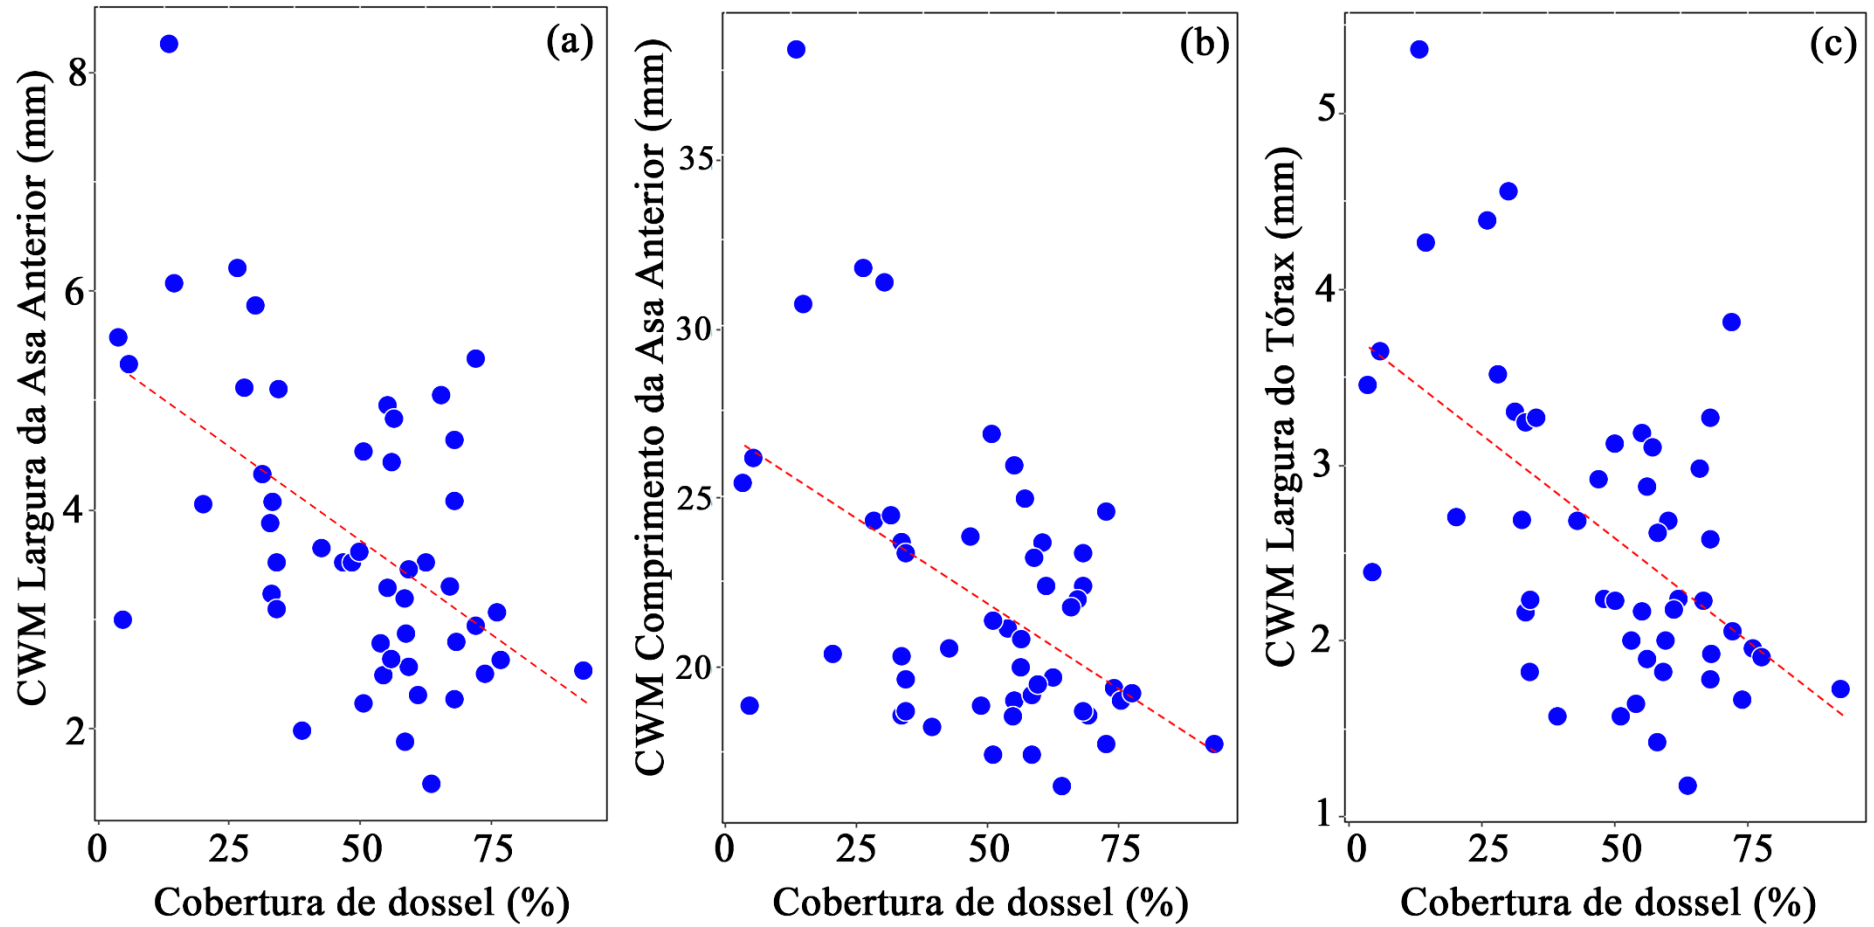 (a)
CWM Largura da Asa Anterior (mm)
8
6
4
2
0 25 50 75
Cobertura de dossel (%)
(b)
CWM Comprimento da Asa Anterior (mm)
35
30
25
20
0 25 50 75
Cobertura de dossel (%)
(c)
CWM Largura do Tórax (mm)
5
4
3
2
1
0 25 50 75
Cobertura de dossel (%)